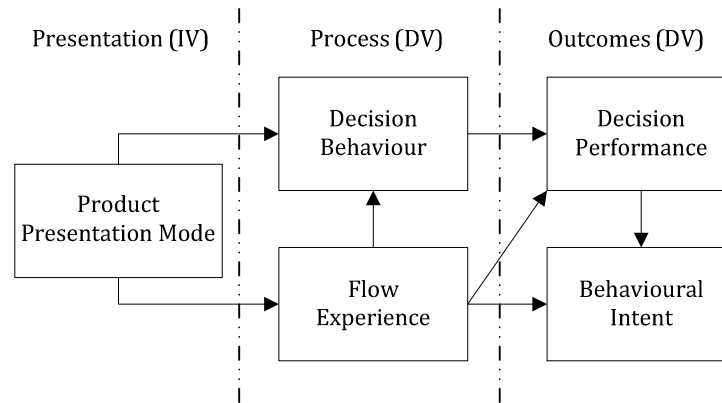 Presentation (IV)
Process (DV)
Outcomes (DV)
Product
Presentation Mode
Decision
Behaviour
Flow
Experience
Decision
Performance
Behavioural
Intent